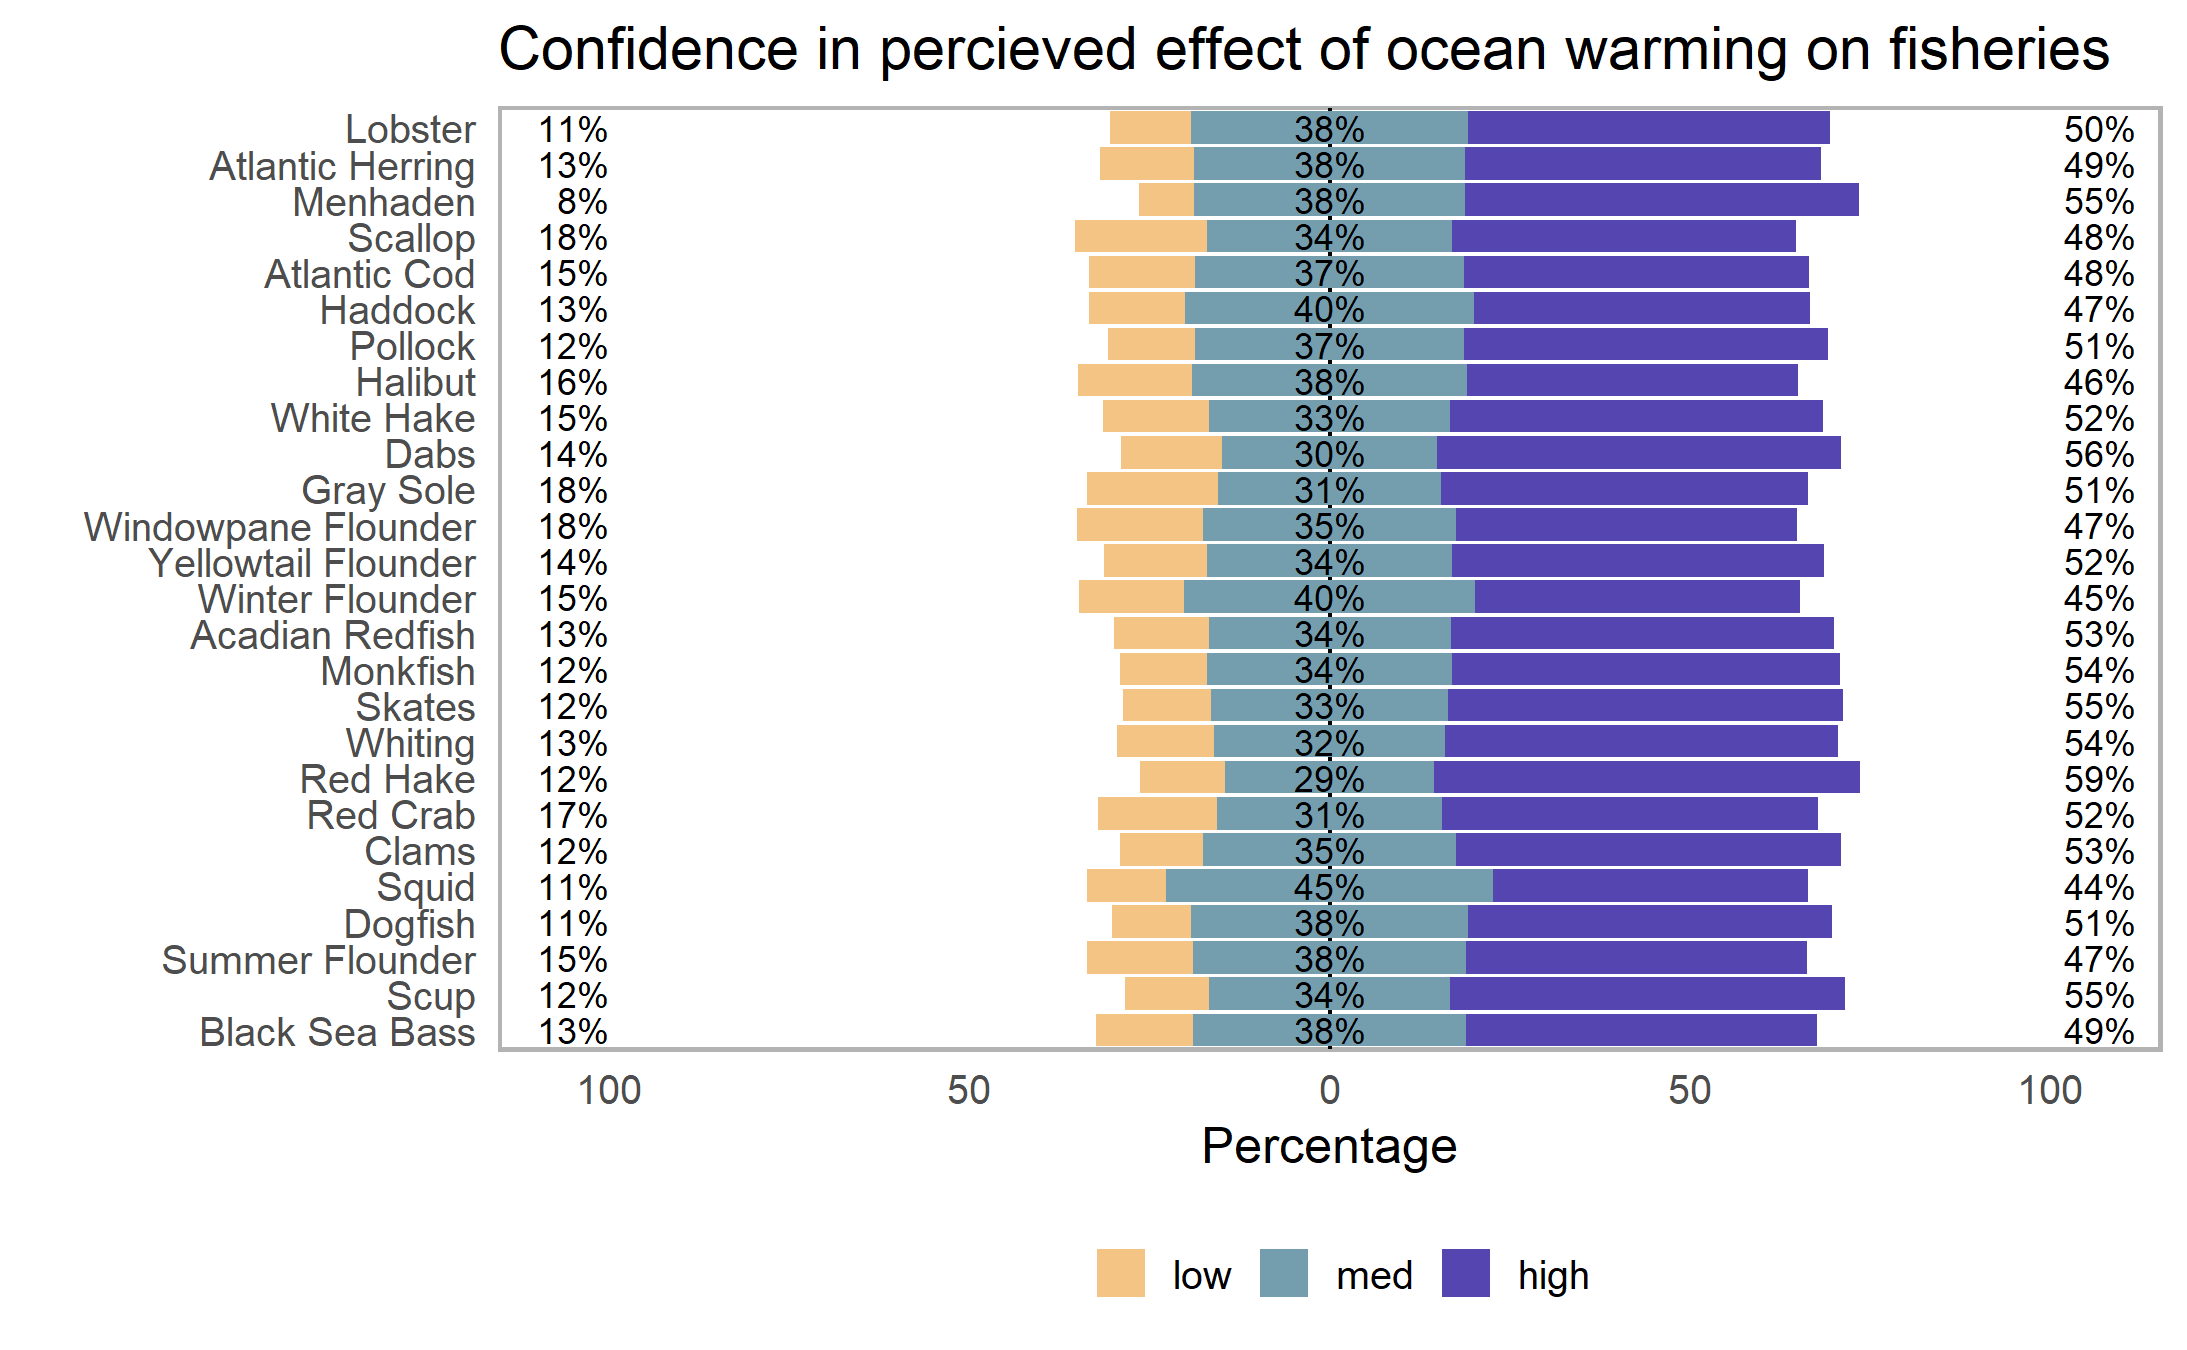 Confidence in percieved effect of ocean warming on fisheries
Lobster 11% 38% 50%
Atlantic Herring 13% 38% 49%
Menhaden 8% 38% 55%
Scallop 18% 34% 48%
Atlantic Cod 15% 37% 48%
Haddock 13% 40% 47%
Pollock 12% 37% 51%
Halibut 16% 38% 46%
White Hake 15% 33% 52%
Dabs 14% 30% 56%
Gray Sole 18% 31% 51%
Windowpane Flounder 18% 35% 47%
Yellowtail Flounder 14% 34% 52%
Winter Flounder 15% 40% 45%
Acadian Redfish 13% 34% 53%
Monkfish 12% 34% 54%
Skates 12% 33% 55%
Whiting 13% 32% 54%
Red Hake 12% 29% 59%
Red Crab 17% 31% 52%
Clams 12% 35% 53%
Squid 11% 45% 44%
Dogfish 11% 38% 51%
Summer Flounder 15% 38% 47%
Scup 12% 34% 55%
Black Sea Bass 13% 38% 49%
100 50 0 50 100
Percentage
low med high